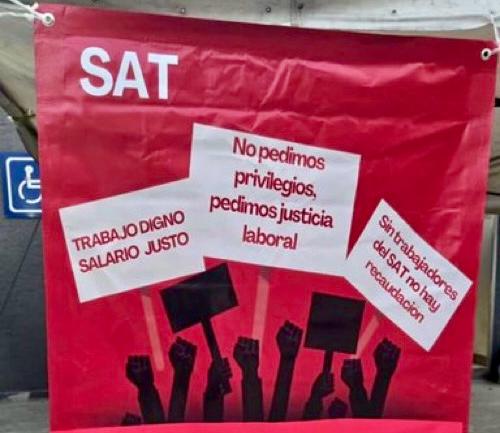 SAT
No pedimos
privilegios,
pedimos justicia
laboral
TRABAJO DIGNO
SALARIO JUSTO
Sin trabajadores
del SAT no hay
recaudación